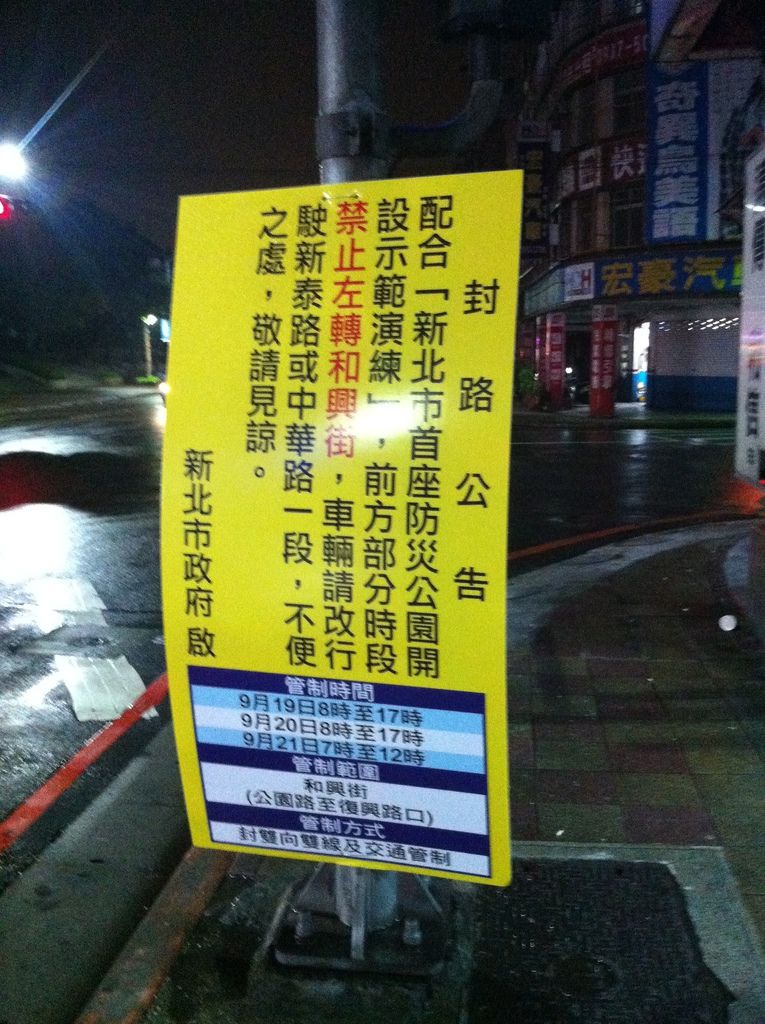 封路公告
配合「新北市首座防災公園開
設示範演練」，前方部分時段
禁止左轉和興街，車輛請改行
駛新泰路或中華路一段，不便
之處，敬請見諒。
新北市政府 啟
管制時間
9月19日8時至17時
9月20日8時至17時
9月21日7時至12時
管制範圍
和興街
(公園路至復興路口)
管制方式
封雙向雙線及交通管制
宏豪汽車
快